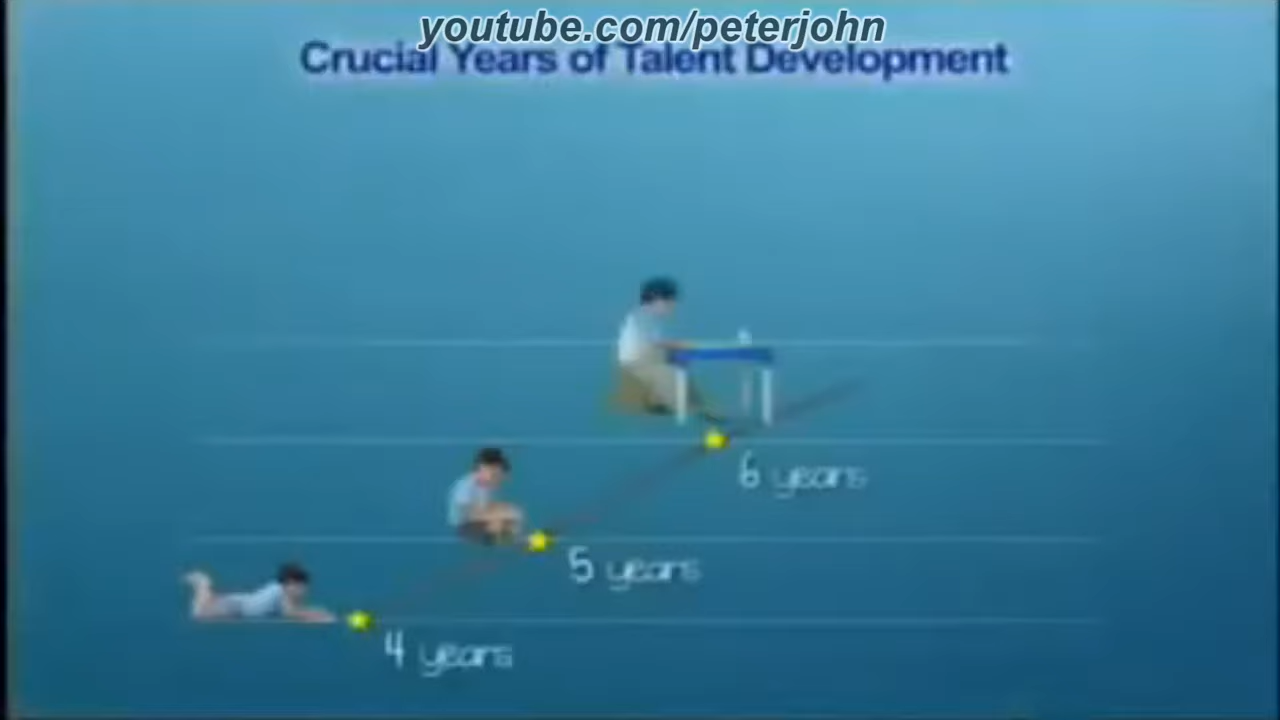 youtube.com/peterjohn
Crucial Years of Talent Development
6 years
5 years
4 years